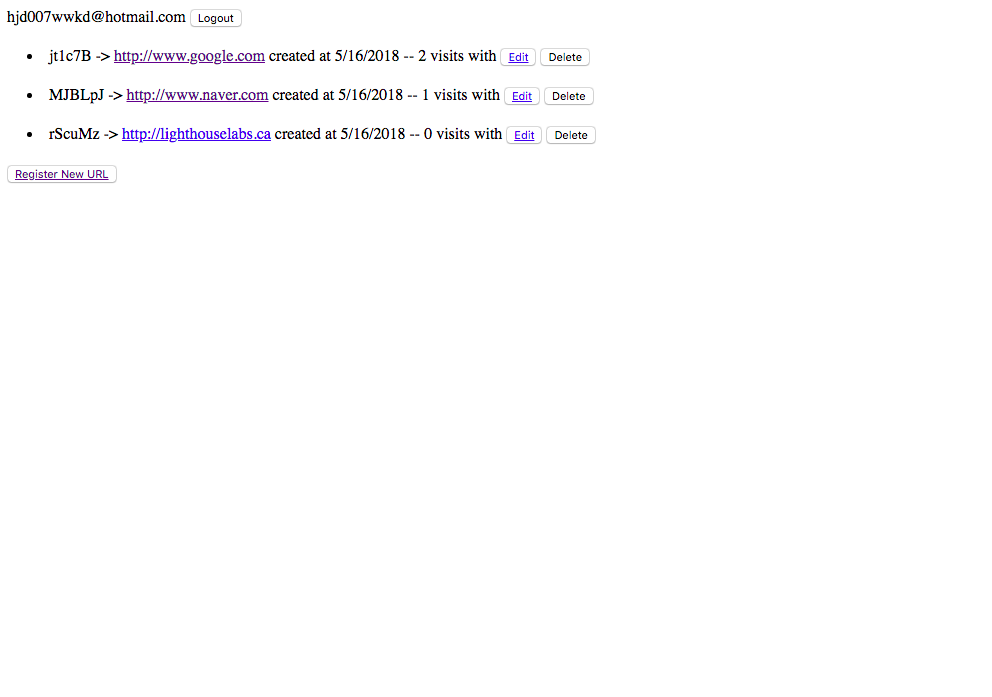 hjd007wwkd@hotmail.com Logout
• jt1c7B -> http://www.google.com created at 5/16/2018 -- 2 visits with Edit Delete
• MJBLpJ -> http://www.naver.com created at 5/16/2018 -- 1 visits with Edit Delete
• rScuMz -> http://lighthouselabs.ca created at 5/16/2018 -- 0 visits with Edit Delete
Register New URL